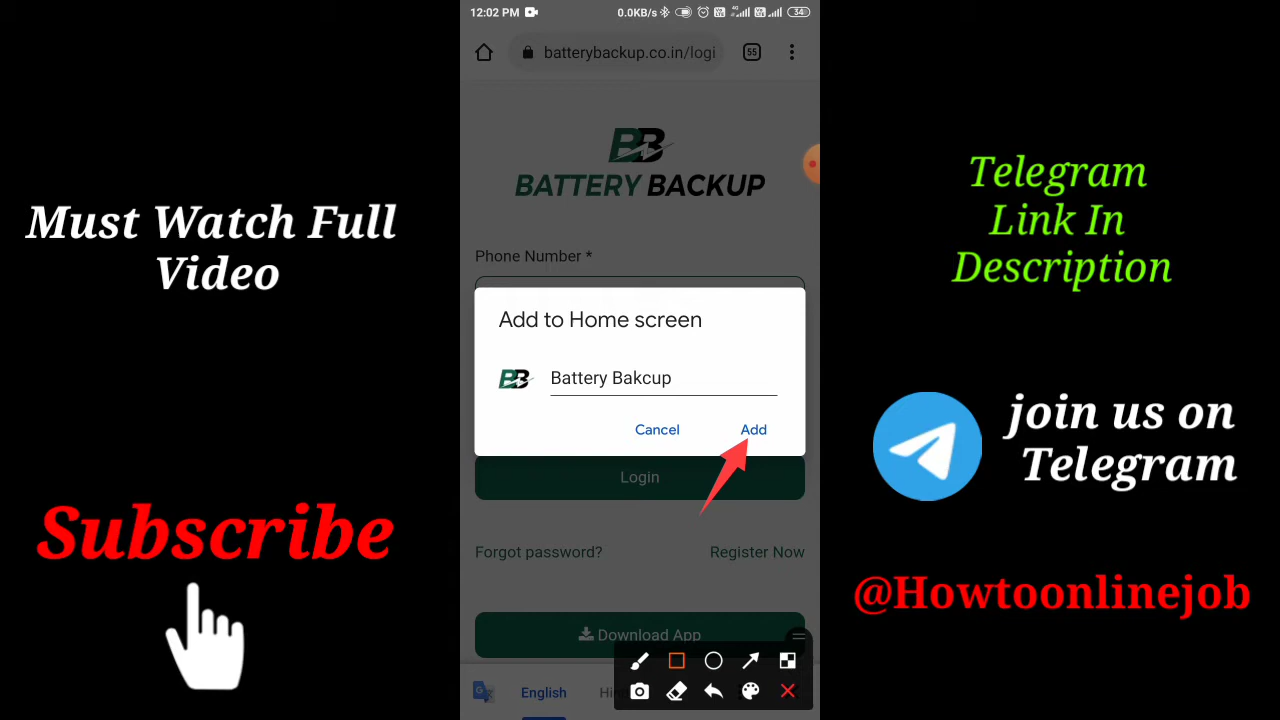 Must Watch Full
Video
Subscribe
12:02 PM
0.0KB/s
4G
34
batterybackup.co.in/logi
55
BB
BATTERY BACKUP
Phone Number *
Add to Home screen
BB
Battery Bakcup
Cancel
Add
Login
Forgot password?
Register Now
Download App
English
Telegram
Link In
Description
join us on
Telegram
@Howtoonlinejob